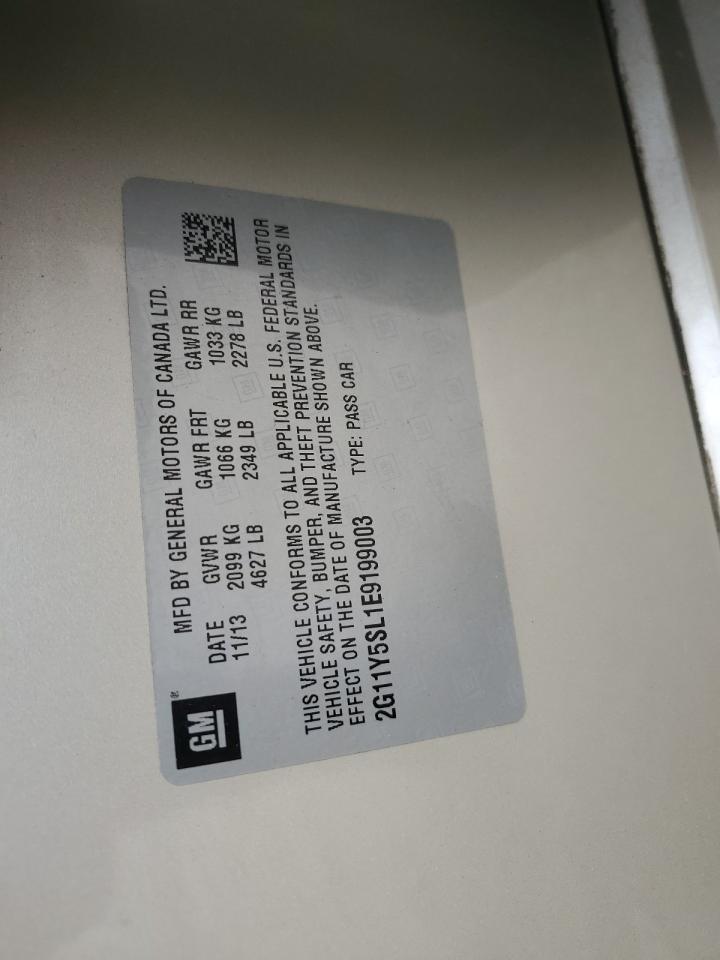 GM®
MFD BY GENERAL MOTORS OF CANADA LTD.
DATE GVWR GAWR FRT GAWR RR
11/13 2099 KG 1066 KG 1033 KG
4627 LB 2349 LB 2278 LB
THIS VEHICLE CONFORMS TO ALL APPLICABLE U.S. FEDERAL MOTOR
VEHICLE SAFETY, BUMPER, AND THEFT PREVENTION STANDARDS IN
EFFECT ON THE DATE OF MANUFACTURE SHOWN ABOVE.
2G11Y5SL1E9199003 TYPE: PASS CAR